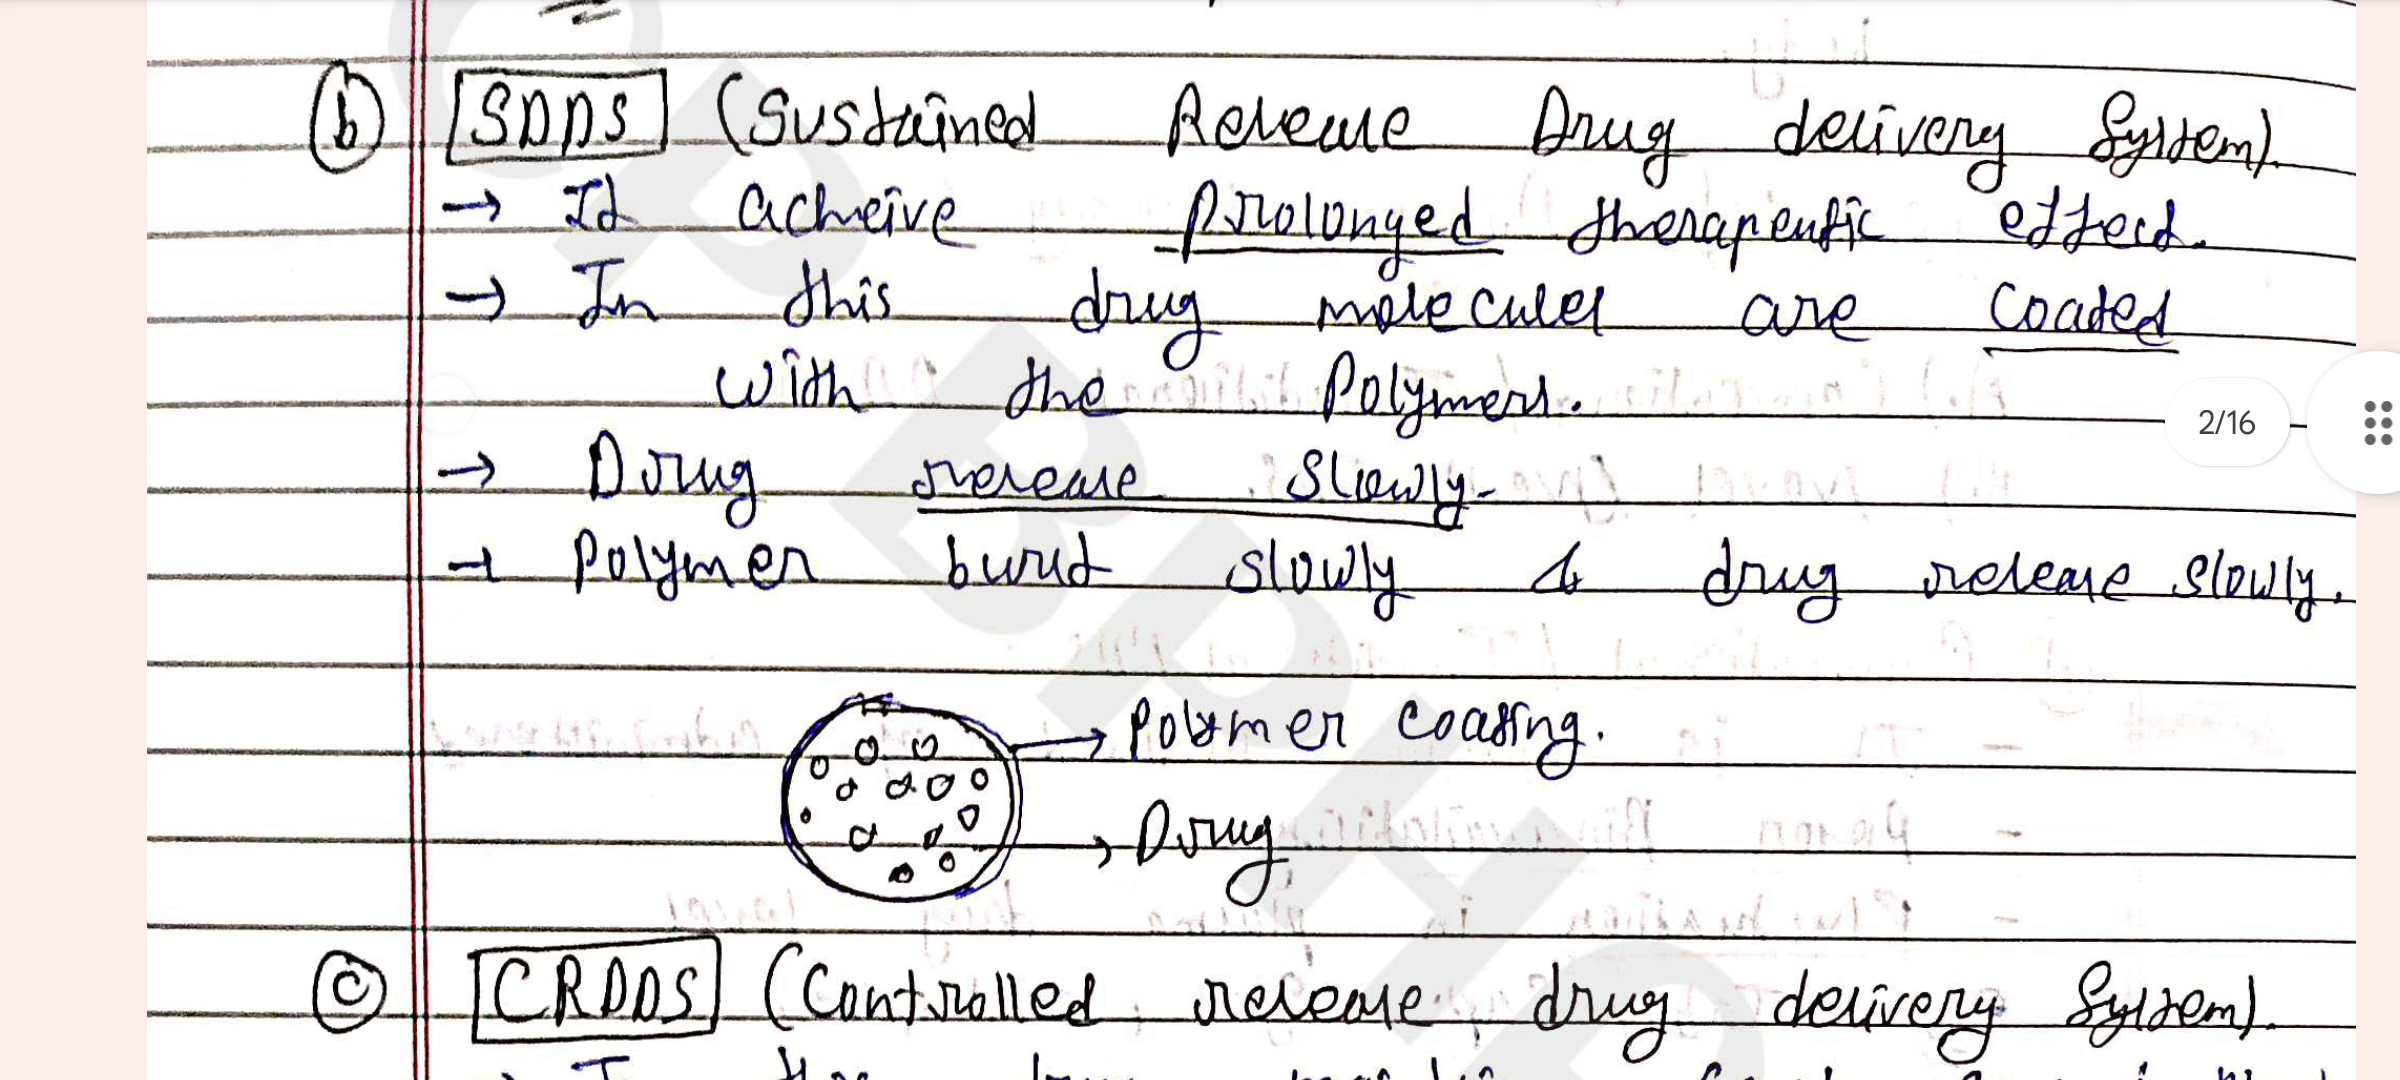 (b) SDDS (Sustained Release Drug delivery System).
→ It acheive prolonged therapeutic effect.
→ In this drug molecules are coated
with the Polymers.
2/16
→ Drug release slowly.
→ Polymer burst slowly & drug release slowly.
→ Polymer coating.
→ Drug
(c) CRDDS (Controlled release drug delivery System).